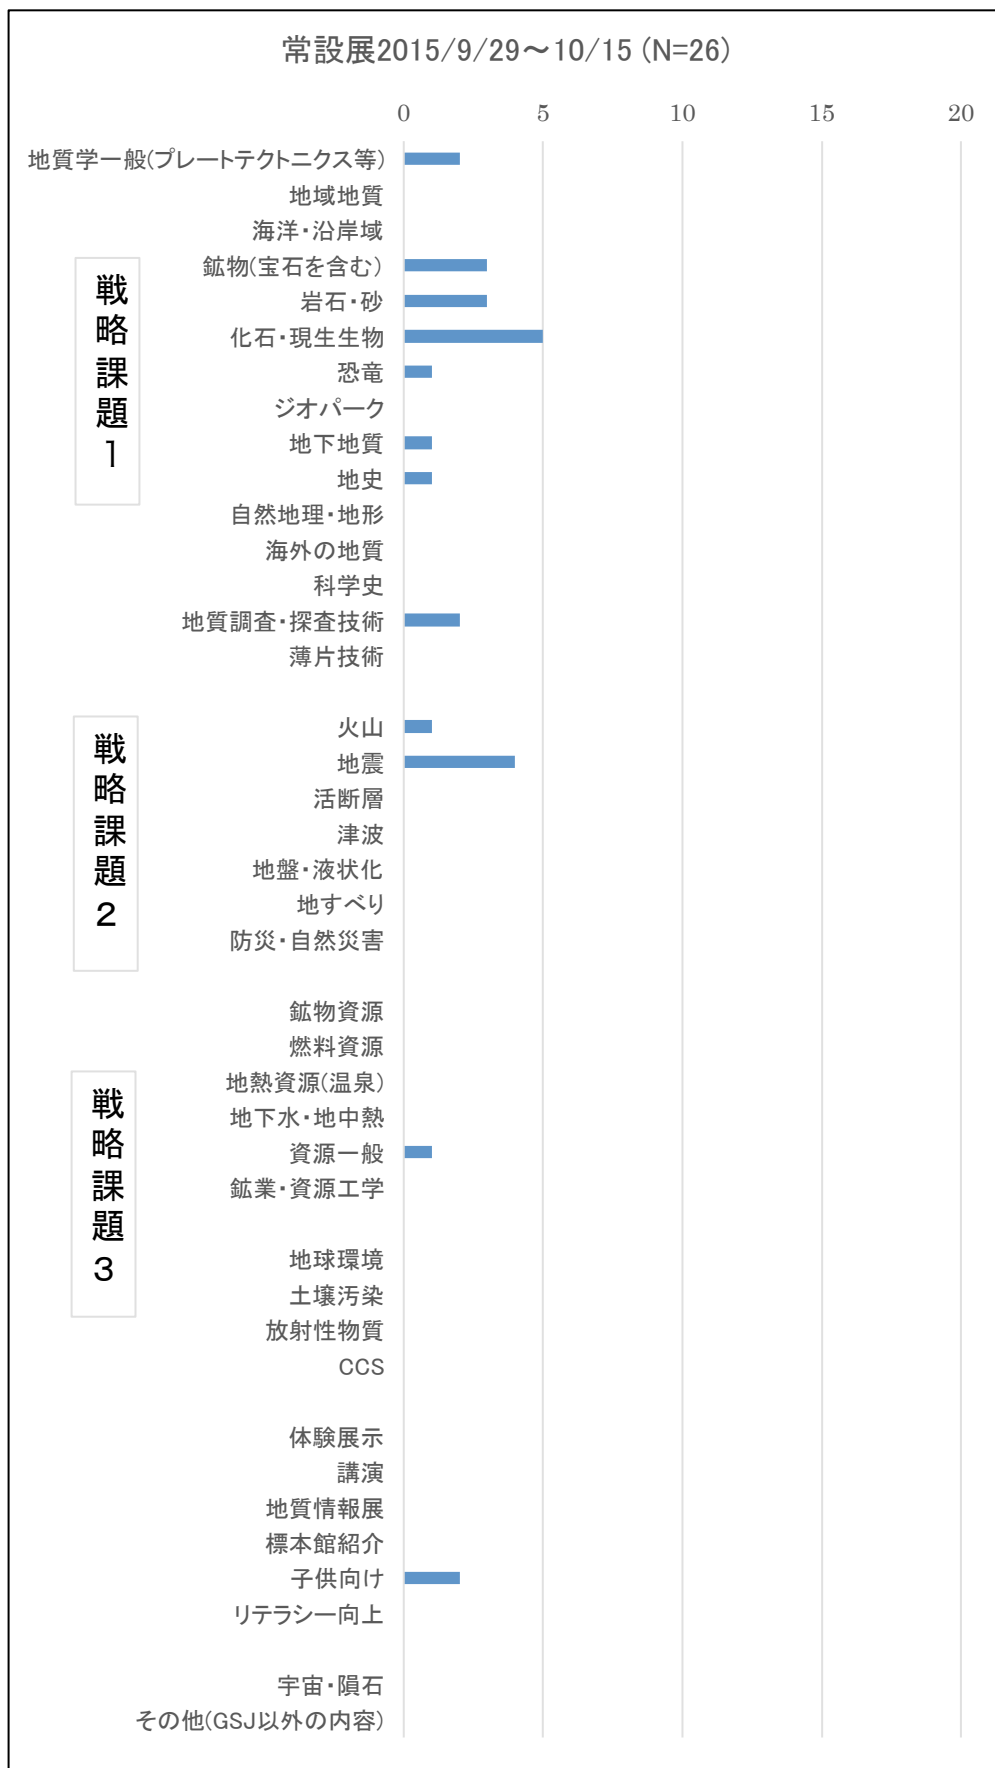 常設展2015/9/29～10/15 (N=26)
0 5 10 15 20
地質学一般(プレートテクトニクス等)
地域地質
海洋・沿岸域
鉱物(宝石を含む)
岩石・砂
化石・現生生物
恐竜
ジオパーク
地下地質
地史
自然地理・地形
海外の地質
科学史
地質調査・探査技術
薄片技術
戦略課題1
火山
地震
活断層
津波
地盤・液状化
地すべり
防災・自然災害
戦略課題2
鉱物資源
燃料資源
地熱資源(温泉)
地下水・地中熱
資源一般
鉱業・資源工学
戦略課題3
地球環境
土壌汚染
放射性物質
CCS
体験展示
講演
地質情報展
標本館紹介
子供向け
リテラシー向上
宇宙・隕石
その他(GSJ以外の内容)